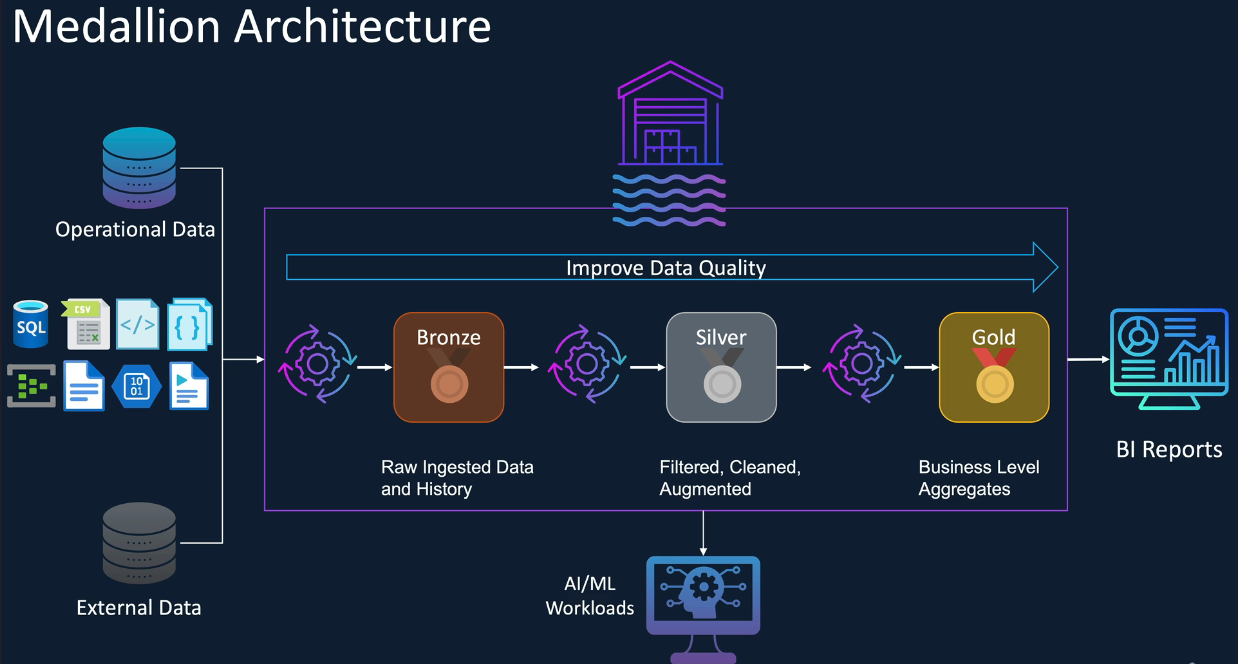 Medallion Architecture
Operational Data
SQL
CSV
</>
{ }
10
01
External Data
Improve Data Quality
Bronze
Silver
Gold
Raw Ingested Data
and History
Filtered, Cleaned,
Augmented
Business Level
Aggregates
BI Reports
AI/ML
Workloads